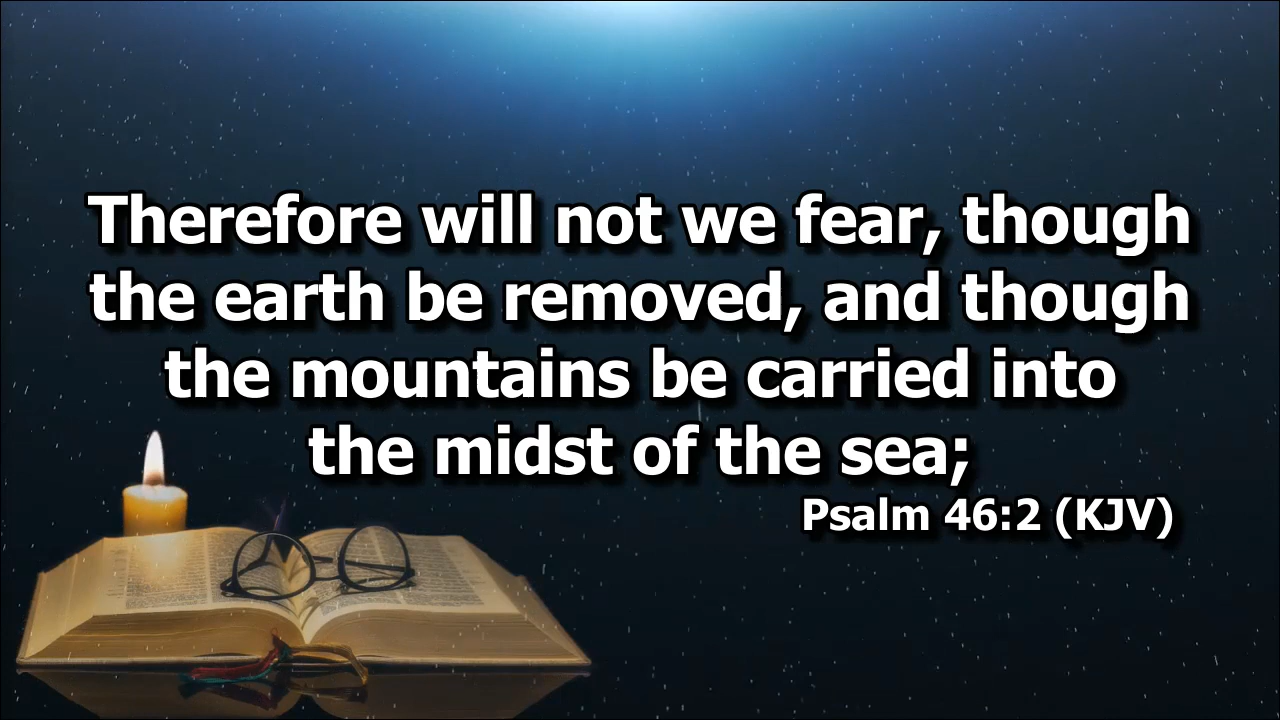 Therefore will not we fear, though
the earth be removed, and though
the mountains be carried into
the midst of the sea;
Psalm 46:2 (KJV)